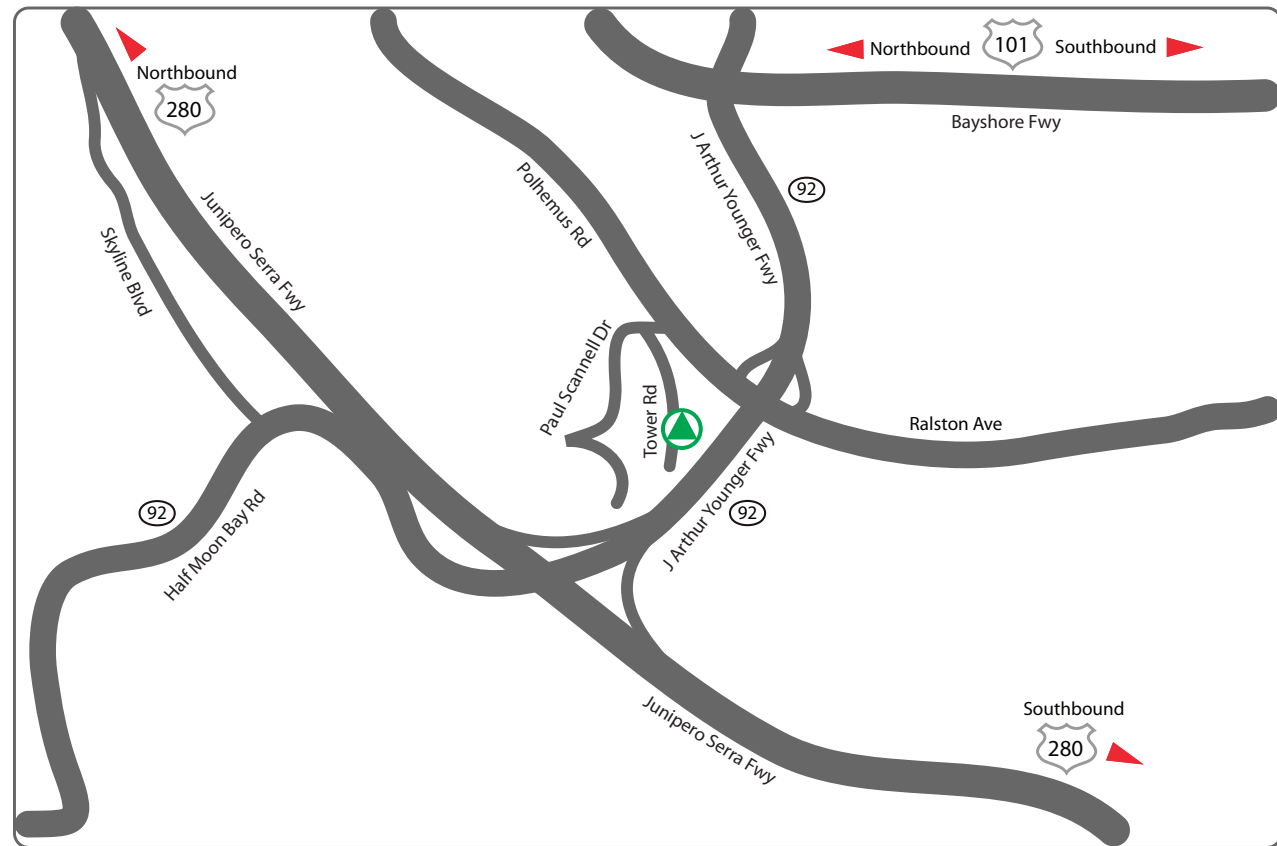 Northbound
101
Southbound
Northbound
280
Bayshore Fwy
J Arthur Younger Fwy
92
Polhemus Rd
Junipero Serra Fwy
Skyline Blvd
Paul Scannell Dr
Tower Rd
Ralston Ave
J Arthur Younger Fwy
92
92
Half Moon Bay Rd
Junipero Serra Fwy
Southbound
280